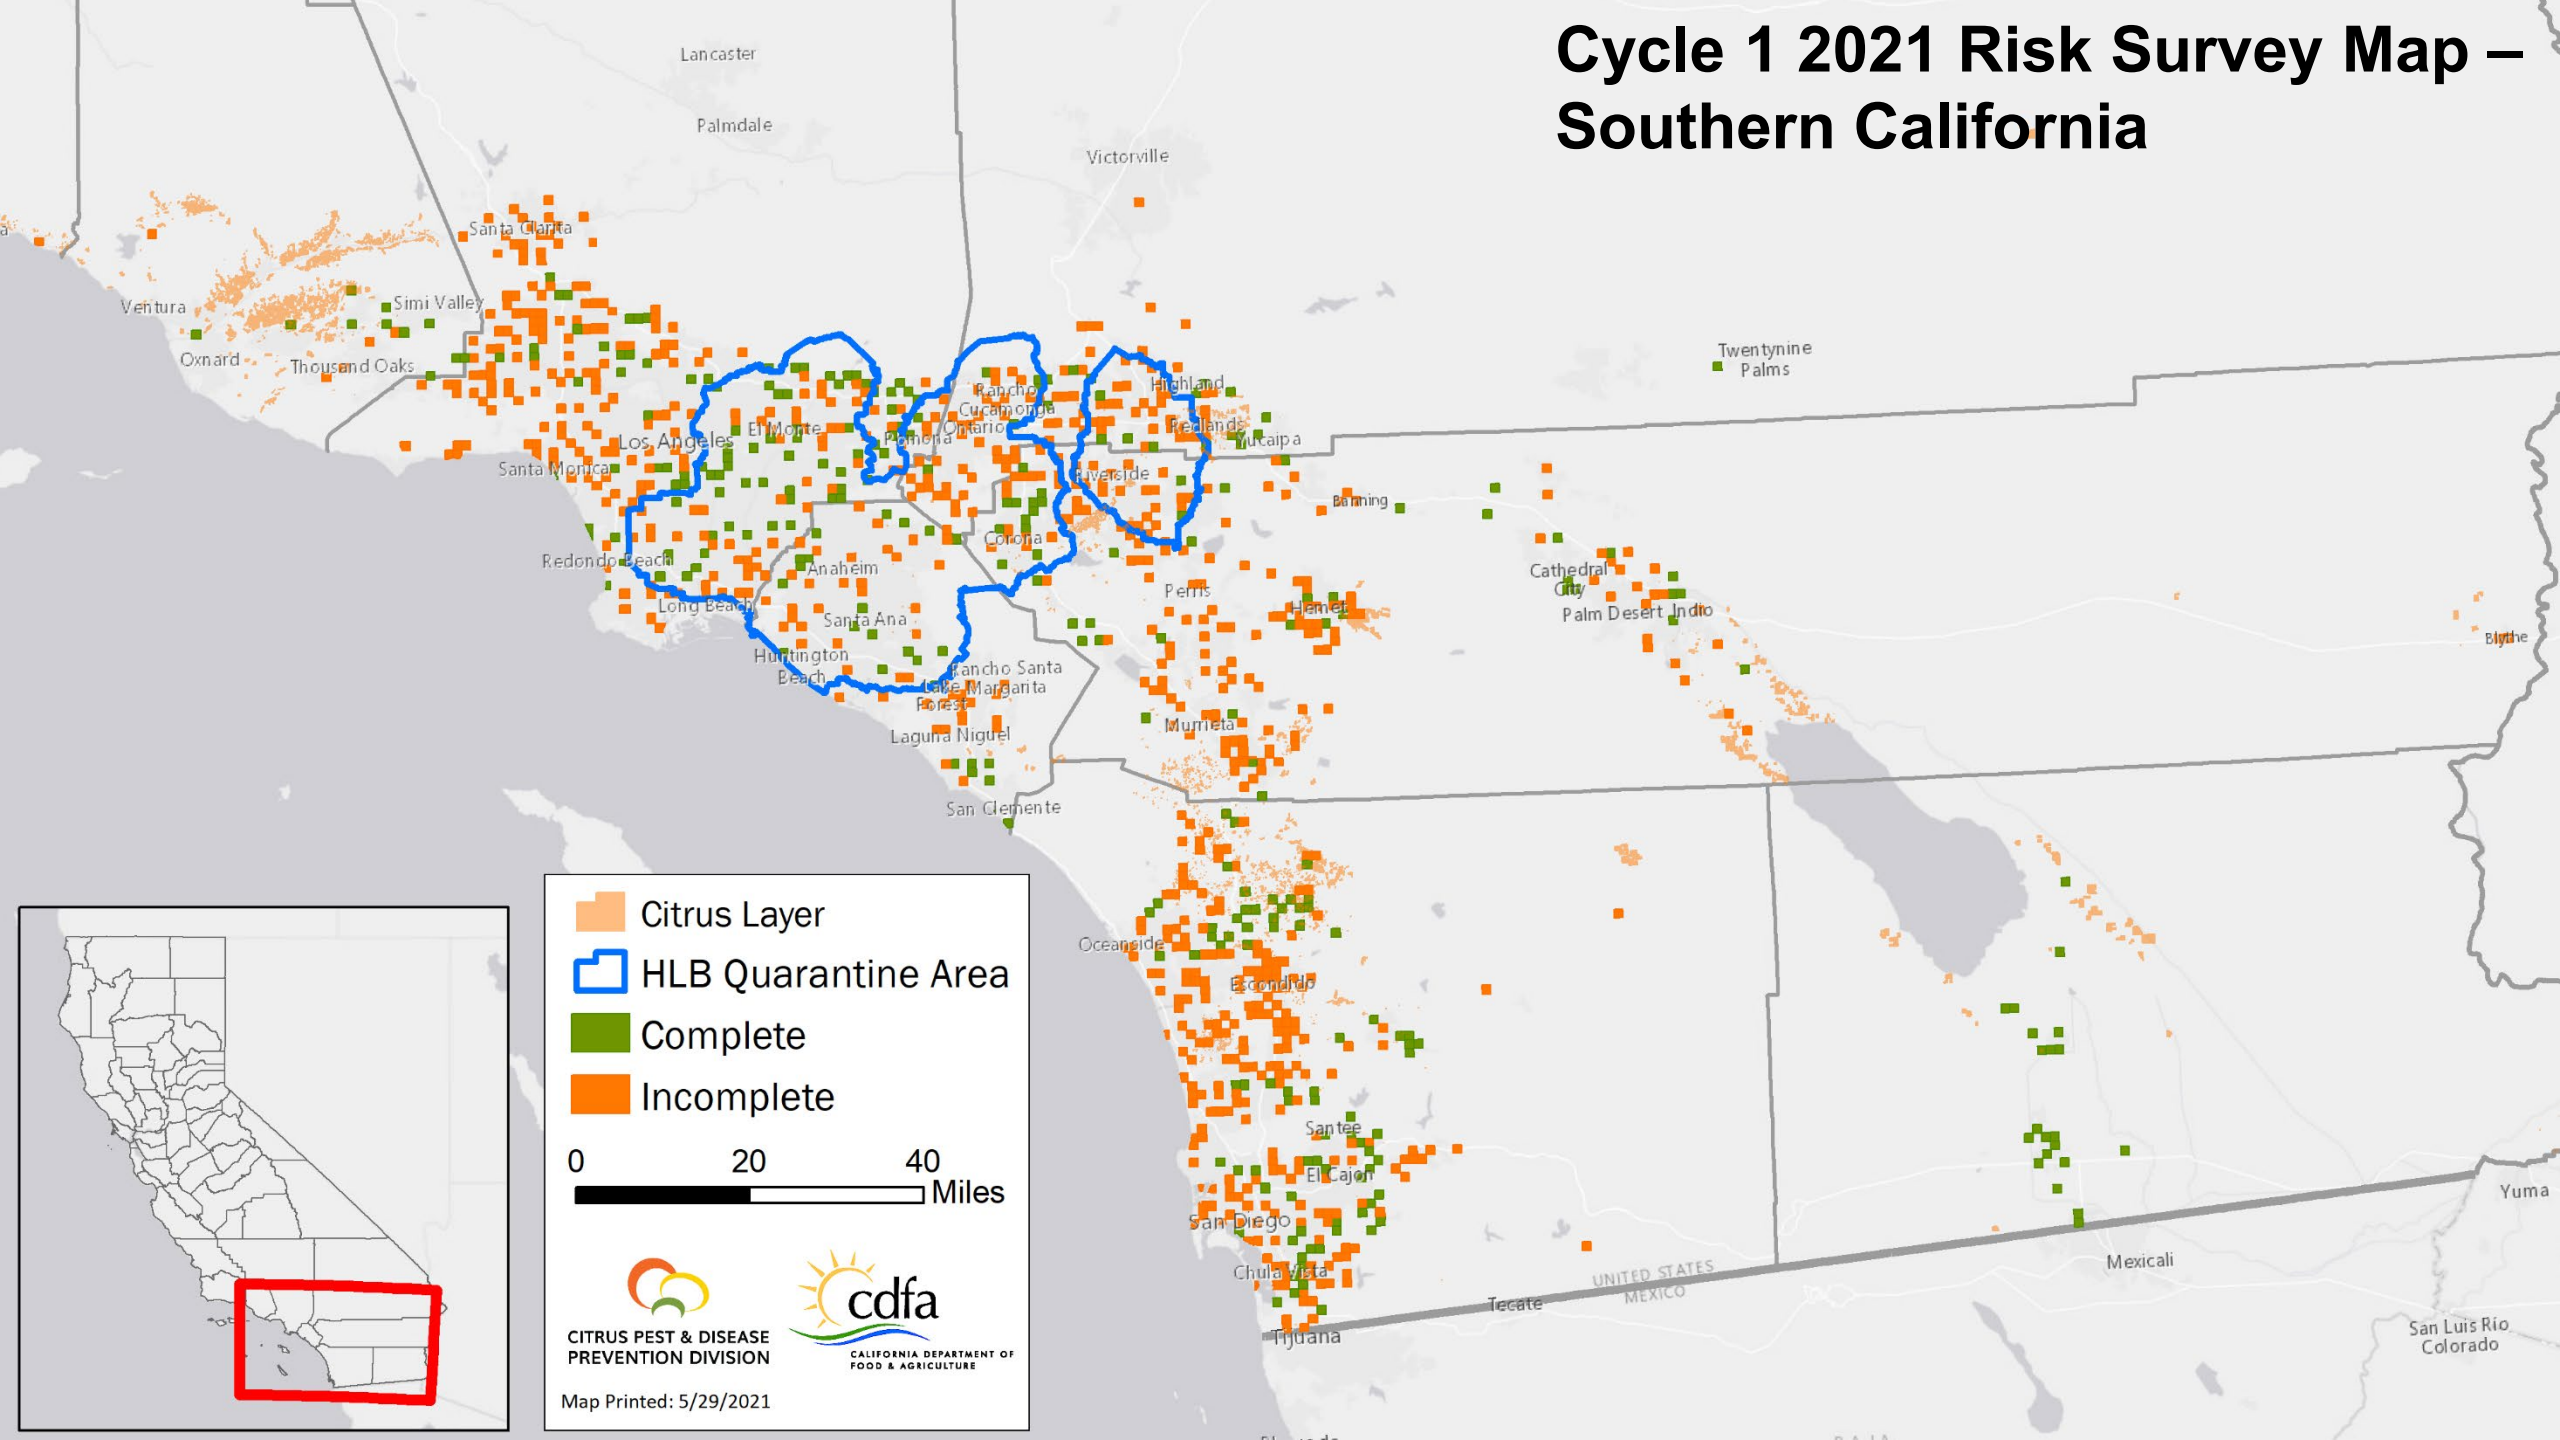 Cycle 1 2021 Risk Survey Map –
Southern California
Lancaster
Palmdale
Victorville
Santa Clarita
Ventura
Simi Valley
Oxnard
Thousand Oaks
Twentynine
Palms
Highland
Rancho
Cucamonga
Ontario
El Monte
Pomona
Los Angeles
Redlands
Yucaipa
Santa Monica
Riverside
Banning
Corona
Redondo Beach
Anaheim
Cathedral
City
Perris
Long Beach
Hemet
Palm Desert
Indio
Santa Ana
Blythe
Huntington
Beach
Rancho Santa
Margarita
Lake
Forest
Murrieta
Laguna Niguel
San Clemente
Oceanside
Escondido
Santee
El Cajon
San Diego
Chula Vista
Tijuana
Tecate
UNITED STATES
MEXICO
Mexicali
Yuma
San Luis Río
Colorado
Citrus Layer
HLB Quarantine Area
Complete
Incomplete
0 20 40
Miles
CITRUS PEST & DISEASE
PREVENTION DIVISION
cdfa
CALIFORNIA DEPARTMENT OF
FOOD & AGRICULTURE
Map Printed: 5/29/2021